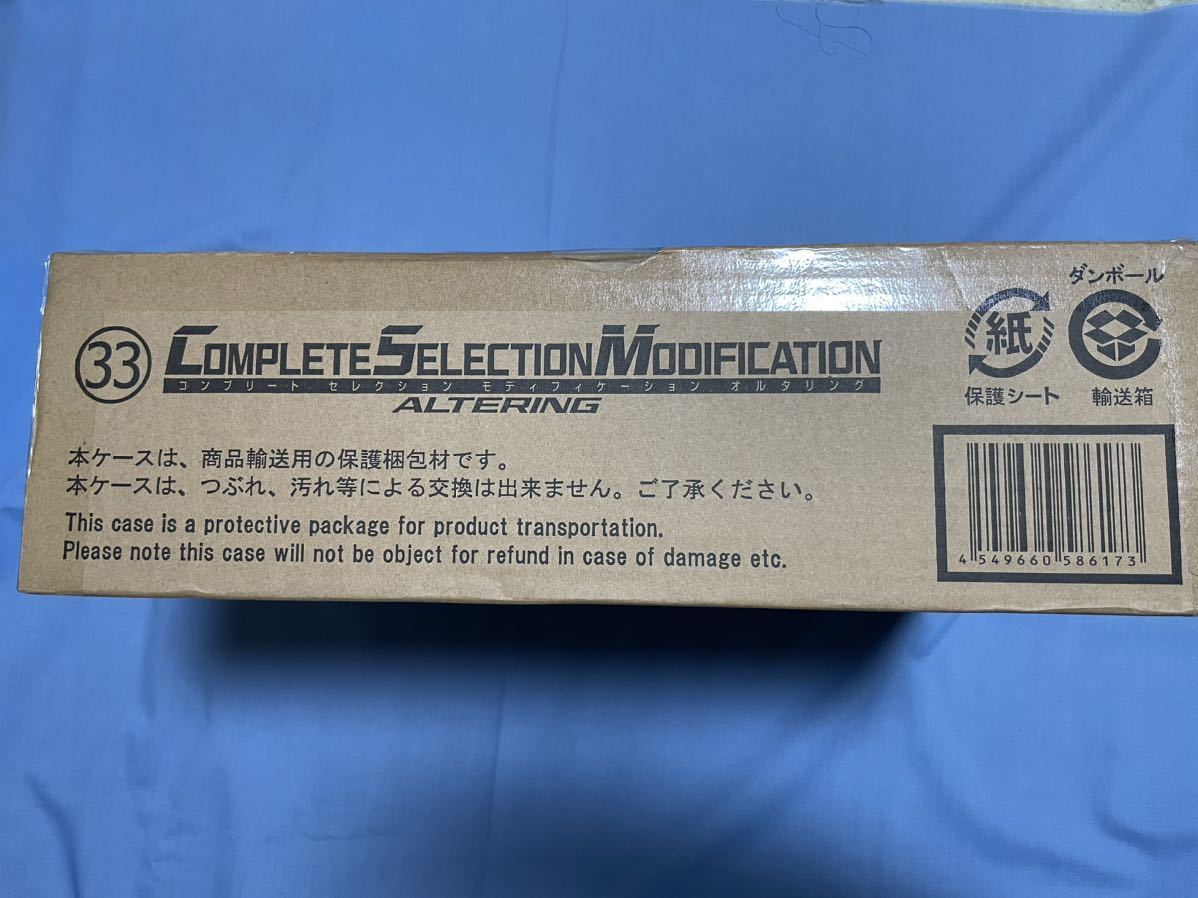 ㉝ COMPLETE SELECTION MODIFICATION
コンプリート セレクション モディフィケーション オルタリング
ALTERING
本ケースは、商品輸送用の保護梱包材です。
本ケースは、つぶれ、汚れ等による交換は出来ません。ご了承ください。
This case is a protective package for product transportation.
Please note this case will not be object for refund in case of damage etc.
ダンボール
紙
保護シート
輸送箱
4 549660 586173